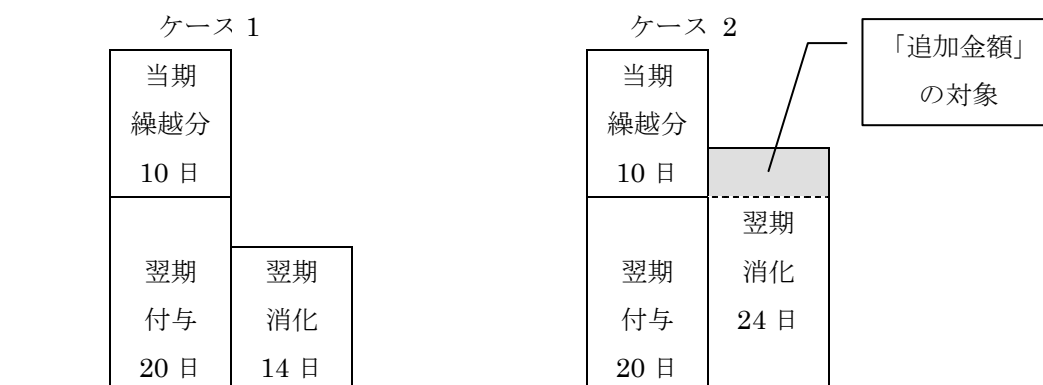 ケース 1
当期
繰越分
10 日
翌期
付与
20 日
翌期
消化
14 日
ケース 2
当期
繰越分
10 日
翌期
付与
20 日
翌期
消化
24 日
「追加金額」
の対象